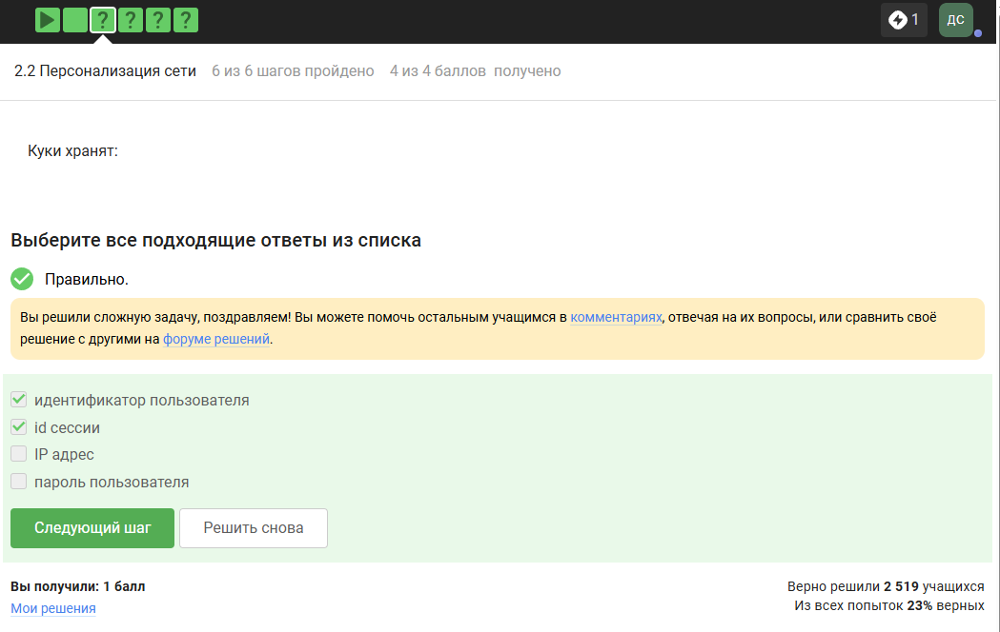 ? ? ? ?
1
ДС
2.2 Персонализация сети 6 из 6 шагов пройдено 4 из 4 баллов получено
Куки хранят:
Выберите все подходящие ответы из списка
Правильно.
Вы решили сложную задачу, поздравляем! Вы можете помочь остальным учащимся в комментариях, отвечая на их вопросы, или сравнить своё
решение с другими на форуме решений.
идентификатор пользователя
id сессии
IP адрес
пароль пользователя
Следующий шаг Решить снова
Вы получили: 1 балл
Мои решения
Верно решили 2 519 учащихся
Из всех попыток 23% верных